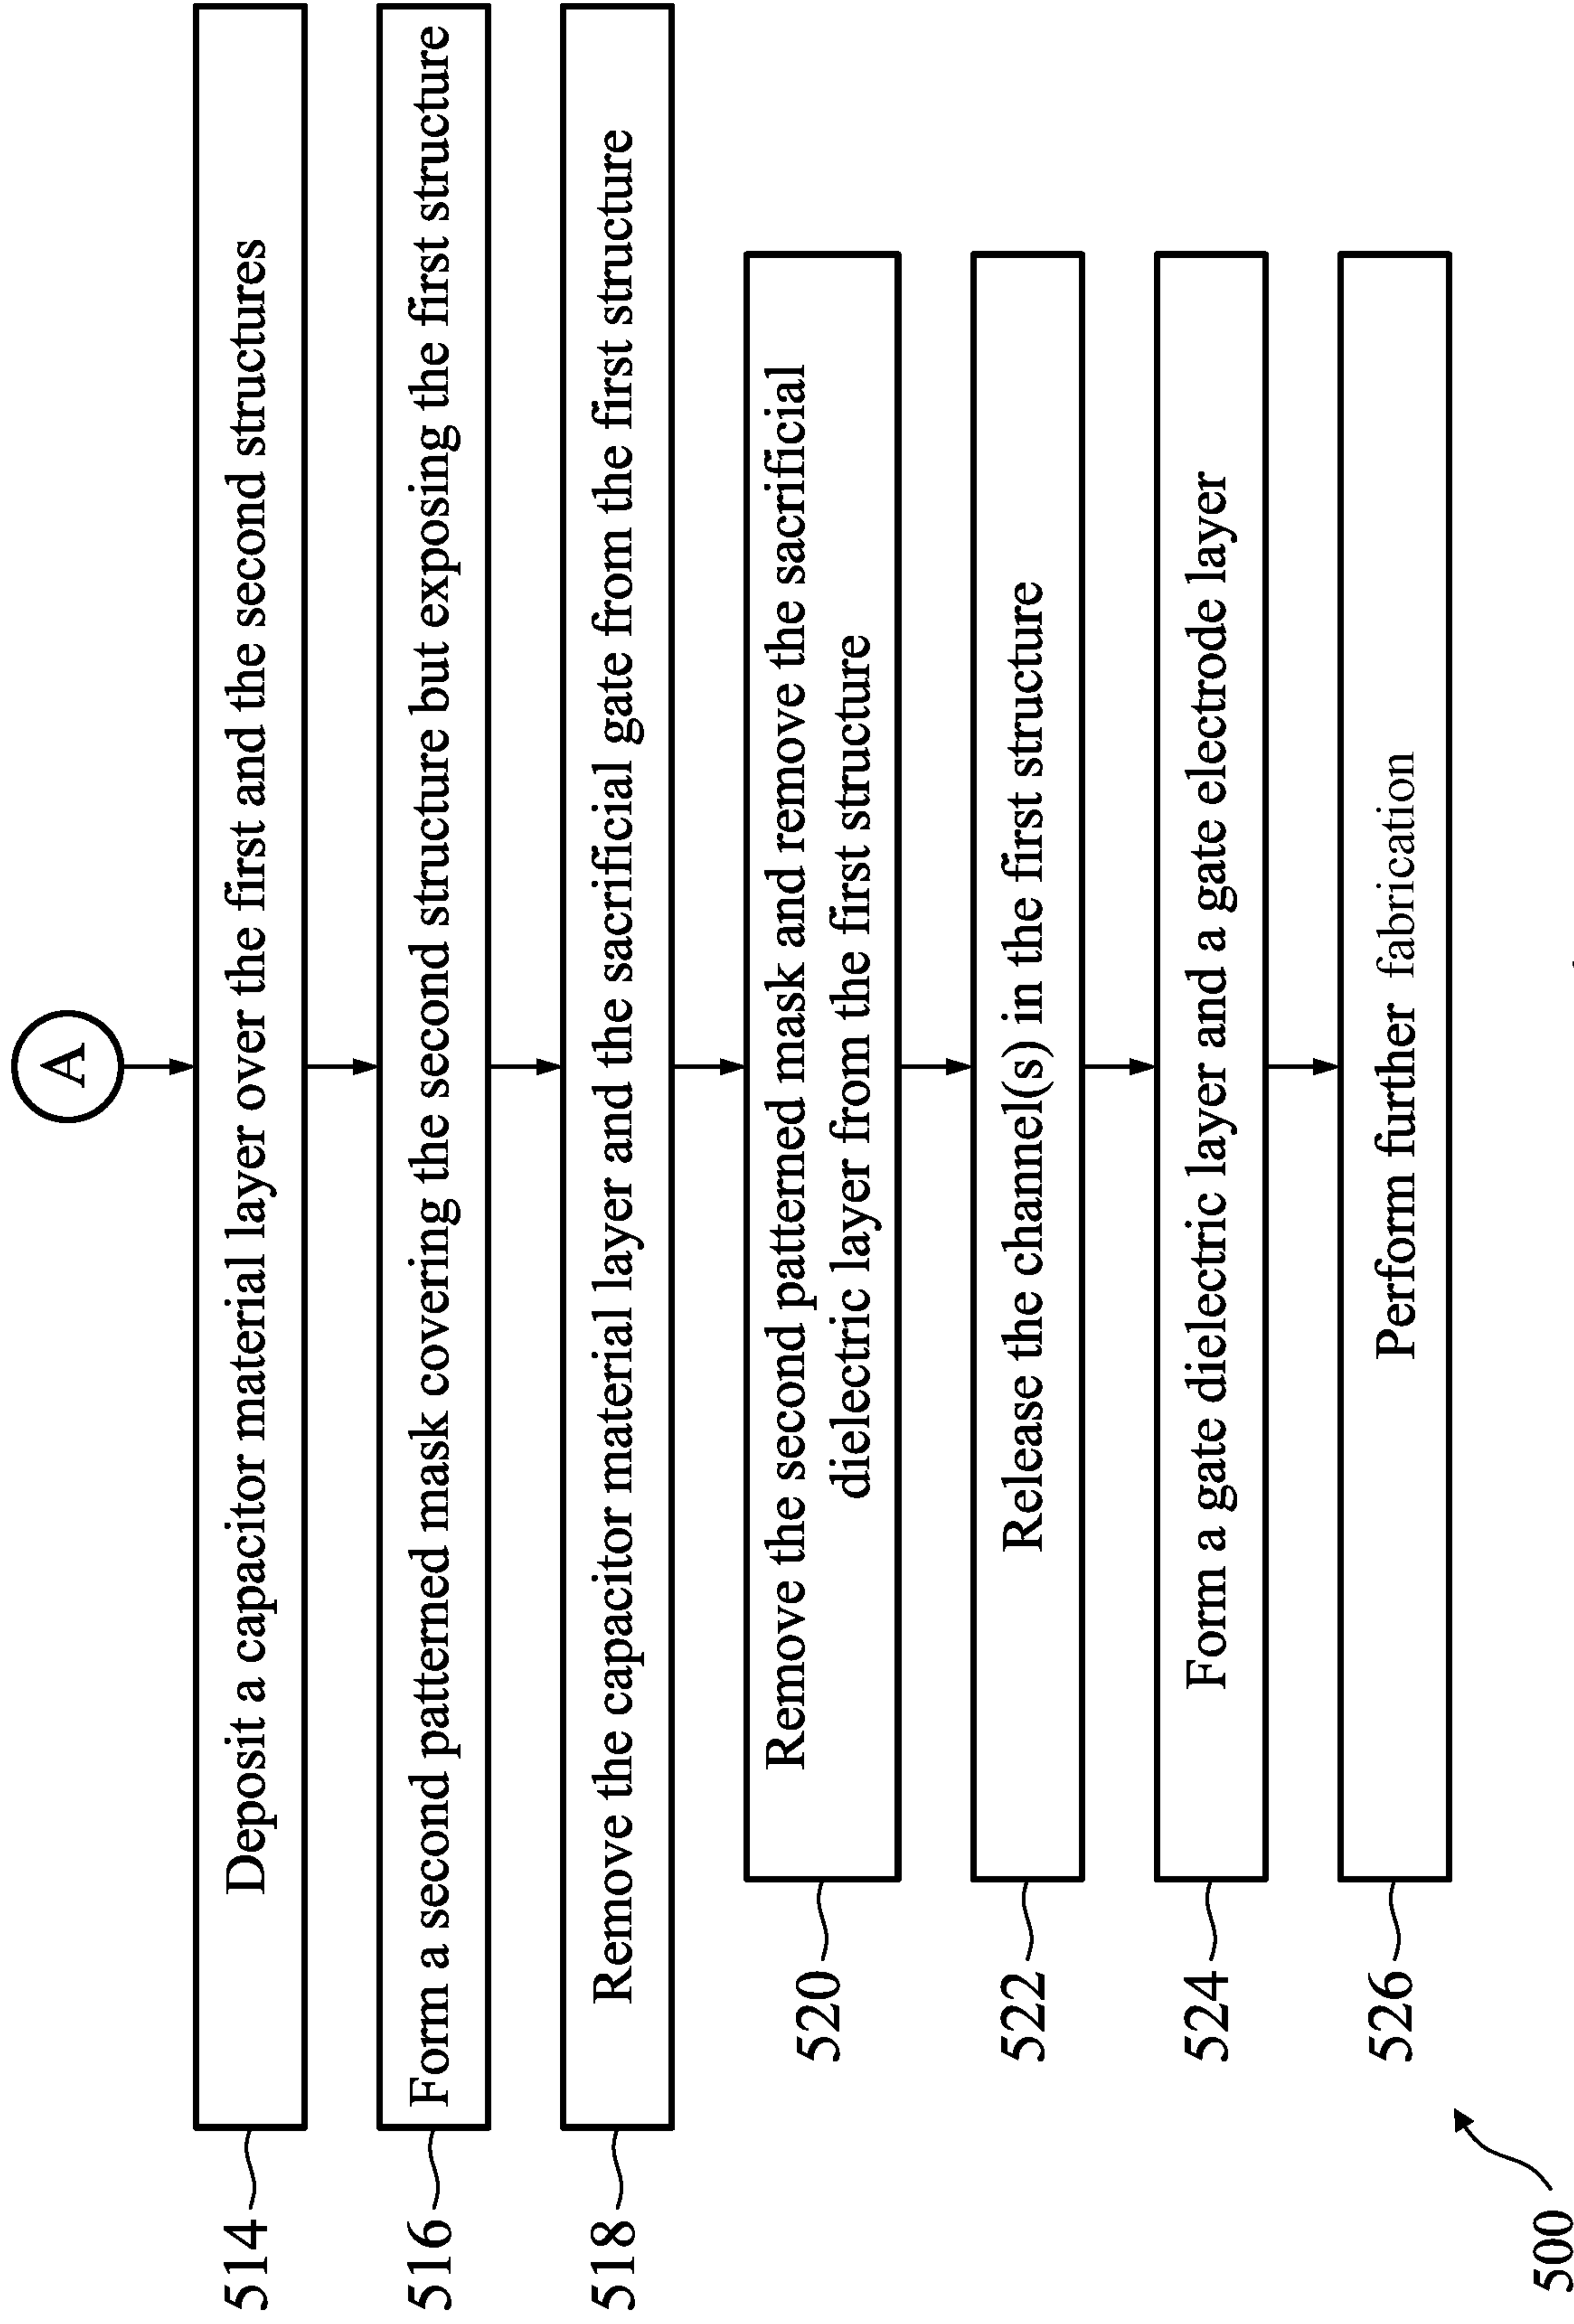 A
514
Deposit a capacitor material layer over the first and the second structures
516
Form a second patterned mask covering the second structure but exposing the first structure
518
Remove the capacitor material layer and the sacrificial gate from the first structure
520
Remove the second patterned mask and remove the sacrificial
dielectric layer from the first structure
522
Release the channel(s) in the first structure
524
Form a gate dielectric layer and a gate electrode layer
526
Perform further fabrication
500